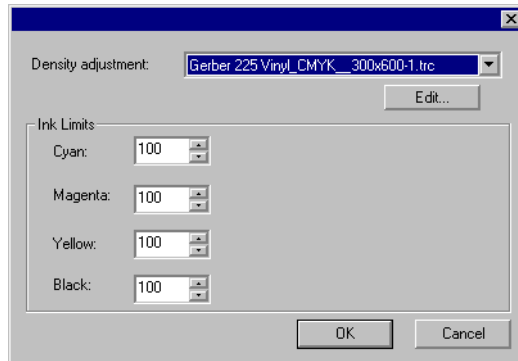 Density adjustment: Gerber 225 Vinyl_CMYK__300x600-1.trc
Edit...
Ink Limits
Cyan: 100
Magenta: 100
Yellow: 100
Black: 100
OK Cancel